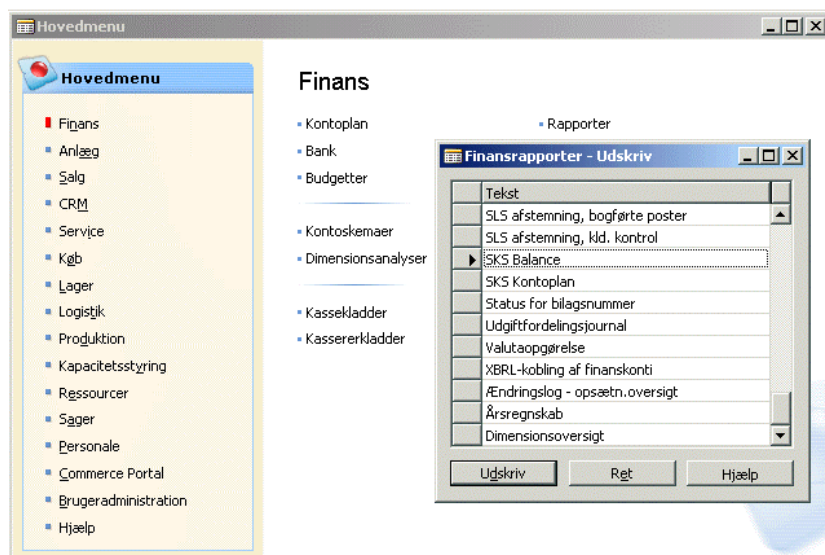 Hovedmenu
Hovedmenu
Finans
Anlæg
Salg
CRM
Service
Køb
Lager
Logistik
Produktion
Kapacitetsstyring
Ressourcer
Sager
Personale
Commerce Portal
Brugeradministration
Hjælp
Finans
Kontoplan
Bank
Budgetter
Kontoskemaer
Dimensionsanalyser
Kassekladder
Kassererkladder
Rapporter
Finansrapporter - Udskriv
Tekst
SLS afstemning, bogførte poster
SLS afstemning, kld. kontrol
SKS Balance
SKS Kontoplan
Status for bilagsnummer
Udgiftfordelingsjournal
Valutaopgørelse
XBRL-kobling af finanskonti
Ændringslog - opsætn.oversigt
Årsregnskab
Dimensionsoversigt
Udskriv Ret Hjælp